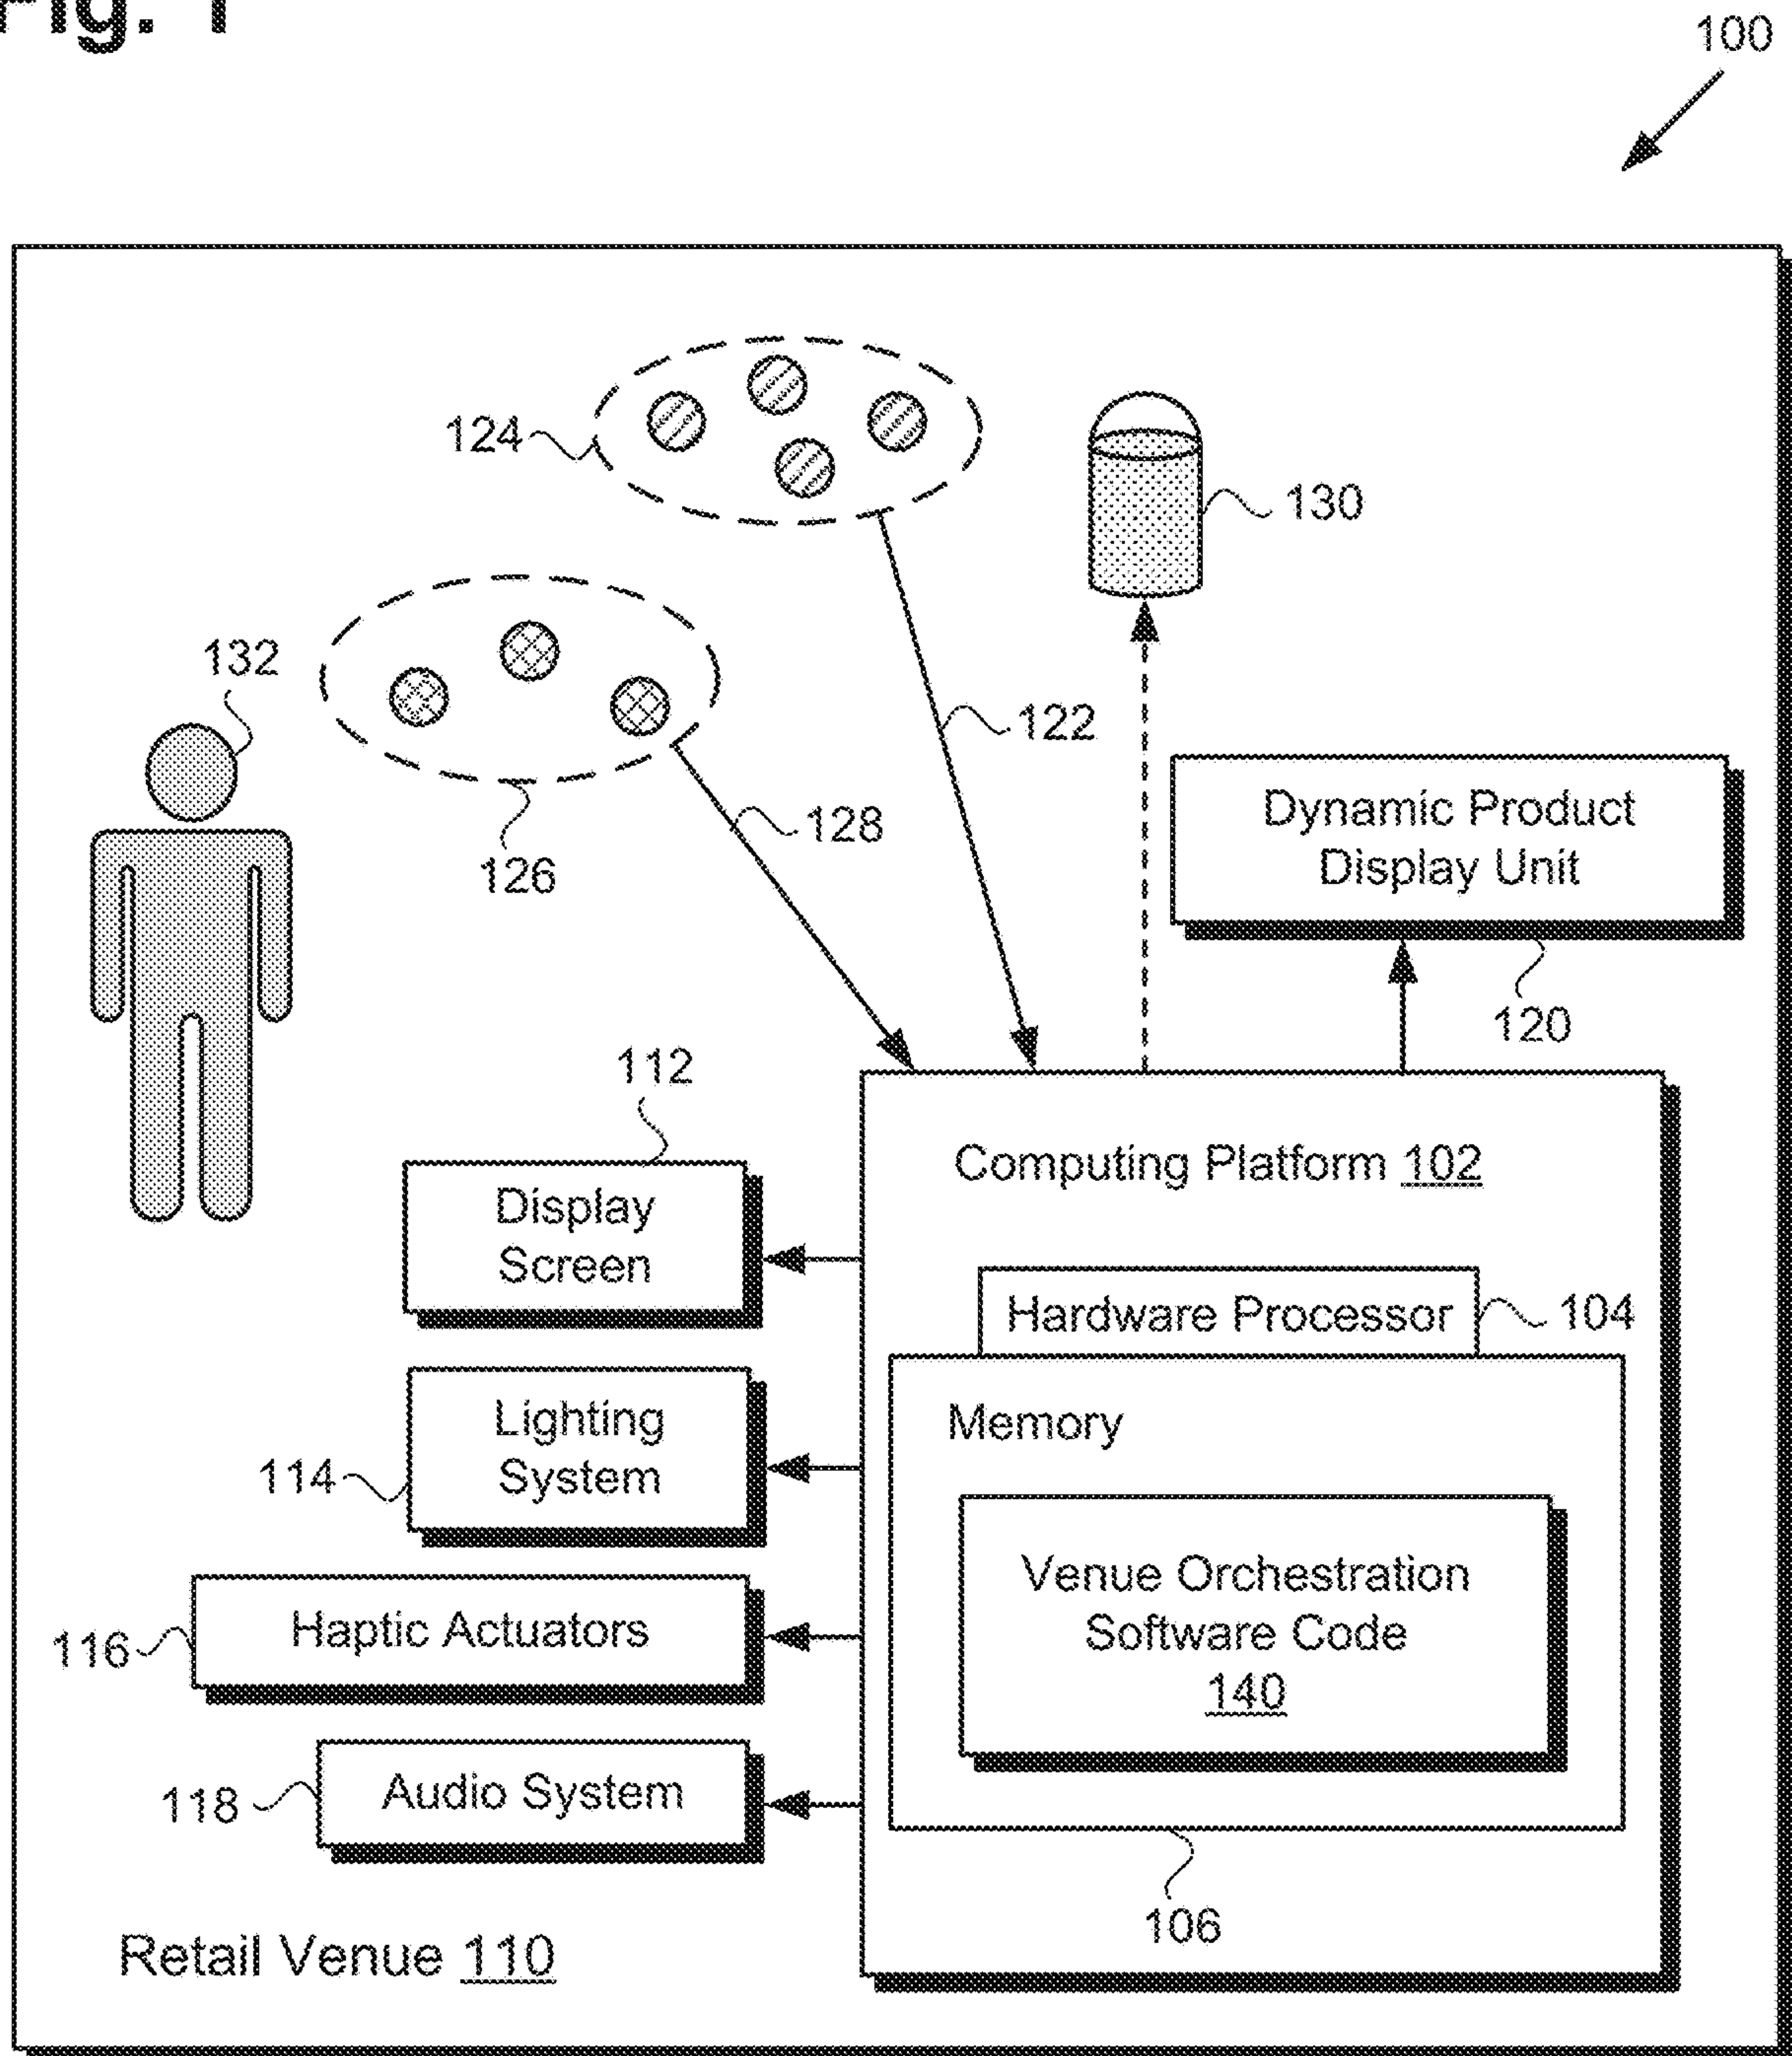 Fig. 1
100
124
130
132
122
128
126
Dynamic Product
Display Unit
120
112
Display
Screen
Computing Platform 102
Hardware Processor
104
Lighting
System
114
Memory
Haptic Actuators
116
Venue Orchestration
Software Code
140
Audio System
118
106
Retail Venue 110